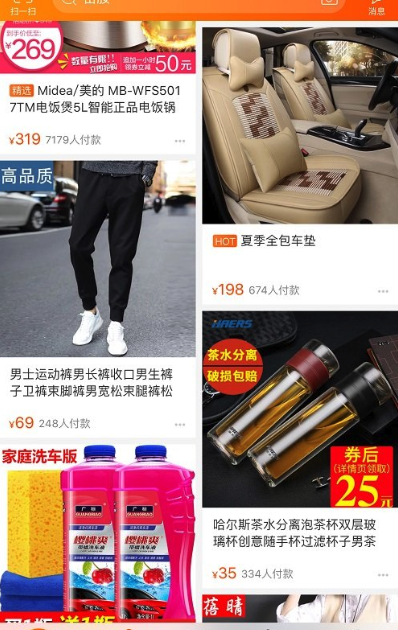 扫一扫
消息
¥269
数量有限!!
立即抢购
追加一小时
领券立减
50元
精选 Midea/美的 MB-WFS501
7TM电饭煲5L智能正品电饭锅
¥319 7179人付款
HOT 夏季全包车垫
¥198 674人付款
高品质
男士运动裤男长裤收口男生裤
子卫裤束脚裤男宽松束腿裤松
¥69 248人付款
HAERS
茶水分离
破损包赔
券后
(详情页领取)
25元
哈尔斯茶水分离泡茶杯双层玻
璃杯创意随手杯过滤杯子男茶
¥35 334人付款
家庭洗车版
樱桃爽
樱桃爽
蓓晴